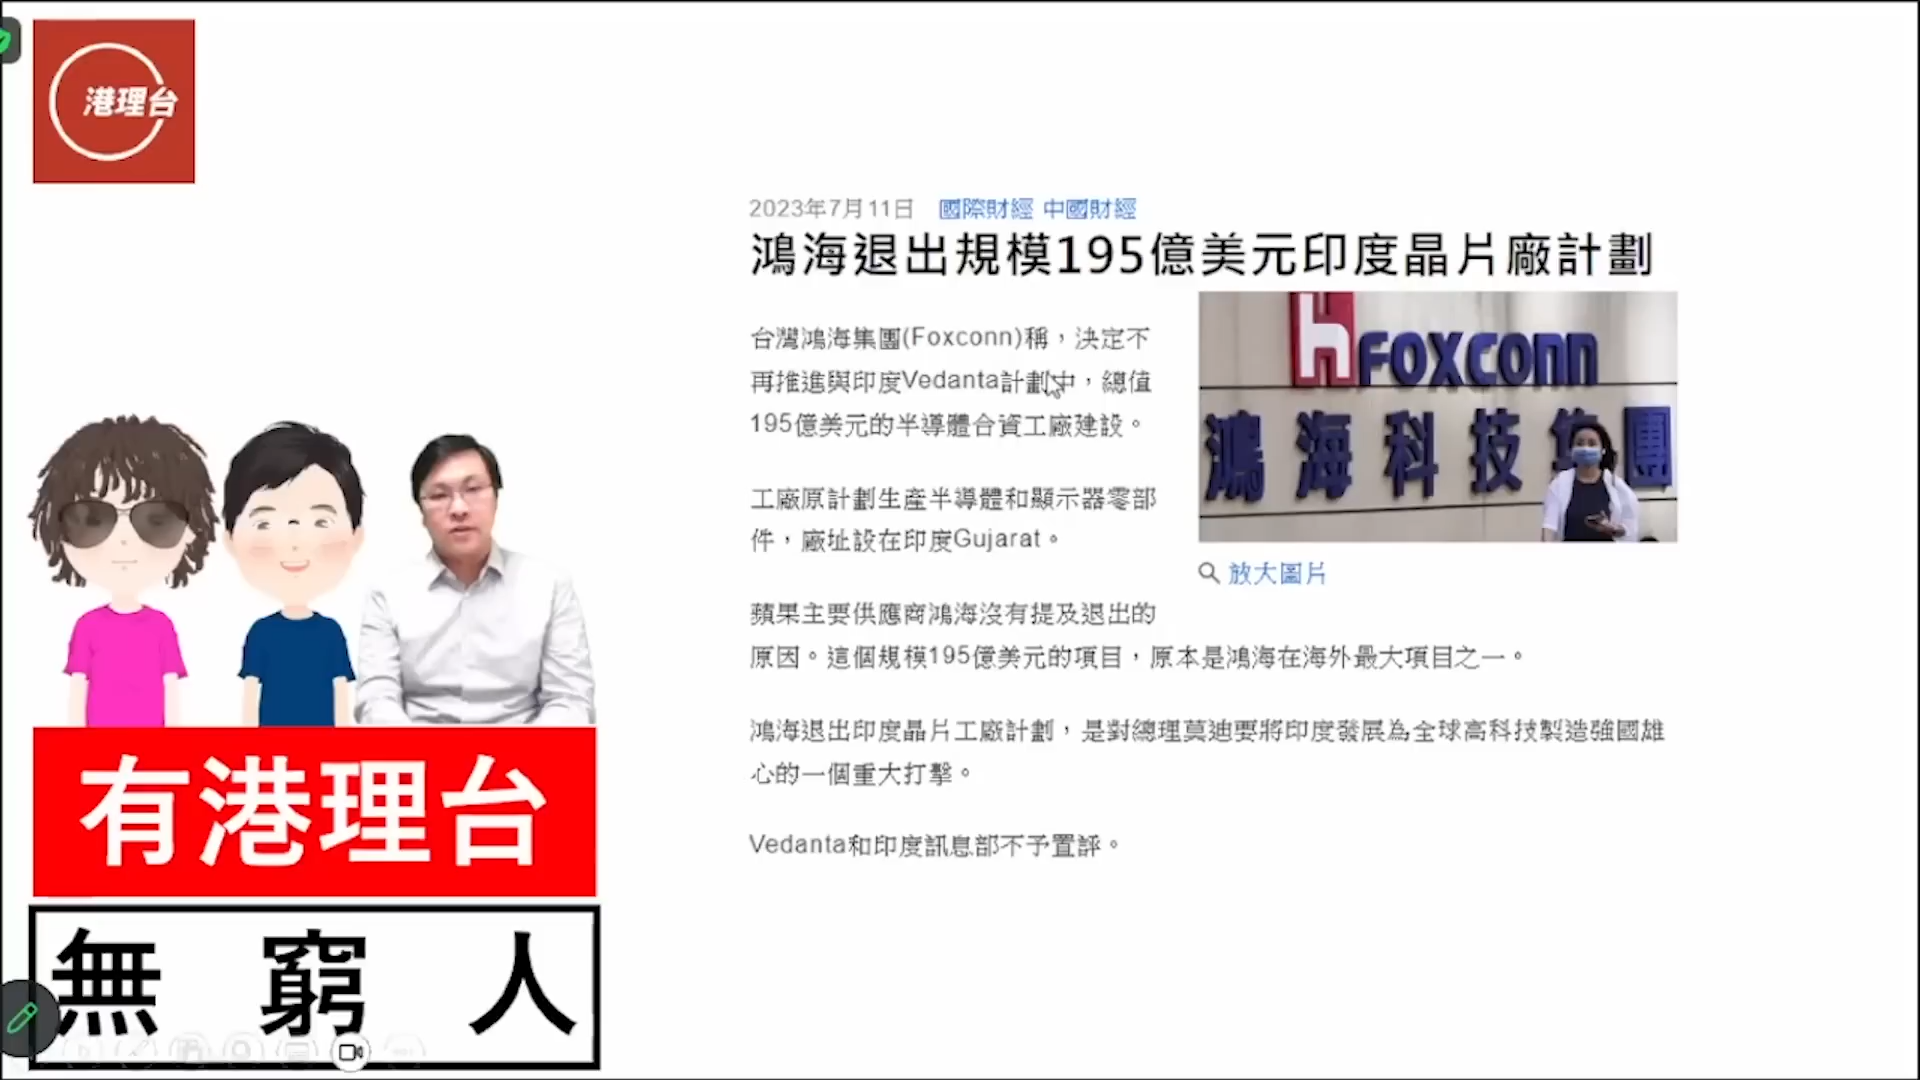 港理台
2023年7月11日 國際財經 中國財經
鴻海退出規模195億美元印度晶片廠計劃
台灣鴻海集團(Foxconn)稱，決定不
再推進與印度Vedanta計劃中，總值
195億美元的半導體合資工廠建設。
工廠原計劃生產半導體和顯示器零部
件，廠址設在印度Gujarat。
FOXCONN
鴻海科技集團
放大圖片
蘋果主要供應商鴻海沒有提及退出的
原因。這個規模195億美元的項目，原本是鴻海在海外最大項目之一。
鴻海退出印度晶片工廠計劃，是對總理莫迪要將印度發展為全球高科技製造強國雄
心的一個重大打擊。
Vedanta和印度訊息部不予置評。
有港理台
無窮人